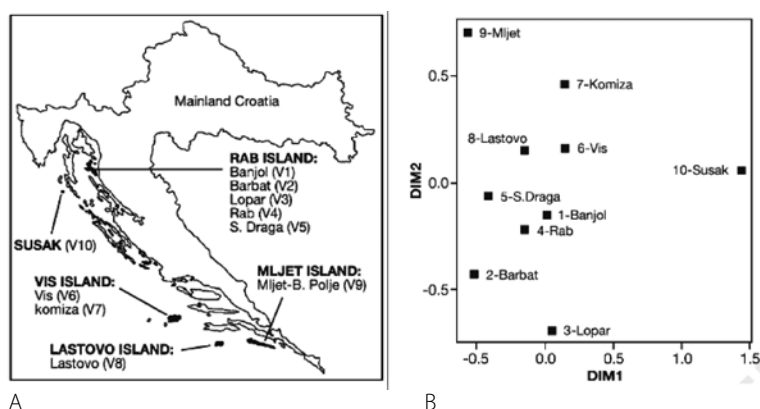 Mainland Croatia
RAB ISLAND:
Banjol (V1)
Barbat (V2)
Lopar (V3)
Rab (V4)
S. Draga (V5)
SUSAK (V10)
VIS ISLAND:
Vis (V6)
komiza (V7)
MLJET ISLAND:
Mljet-B. Polje (V9)
LASTOVO ISLAND:
Lastovo (V8)
A
DIM2
0.5
0.0
-0.5
9-Mljet
7-Komiza
8-Lastovo
6-Vis
10-Susak
5-S.Draga
1-Banjol
4-Rab
2-Barbat
3-Lopar
-0.5
0.0
0.5
1.0
1.5
DIM1
B